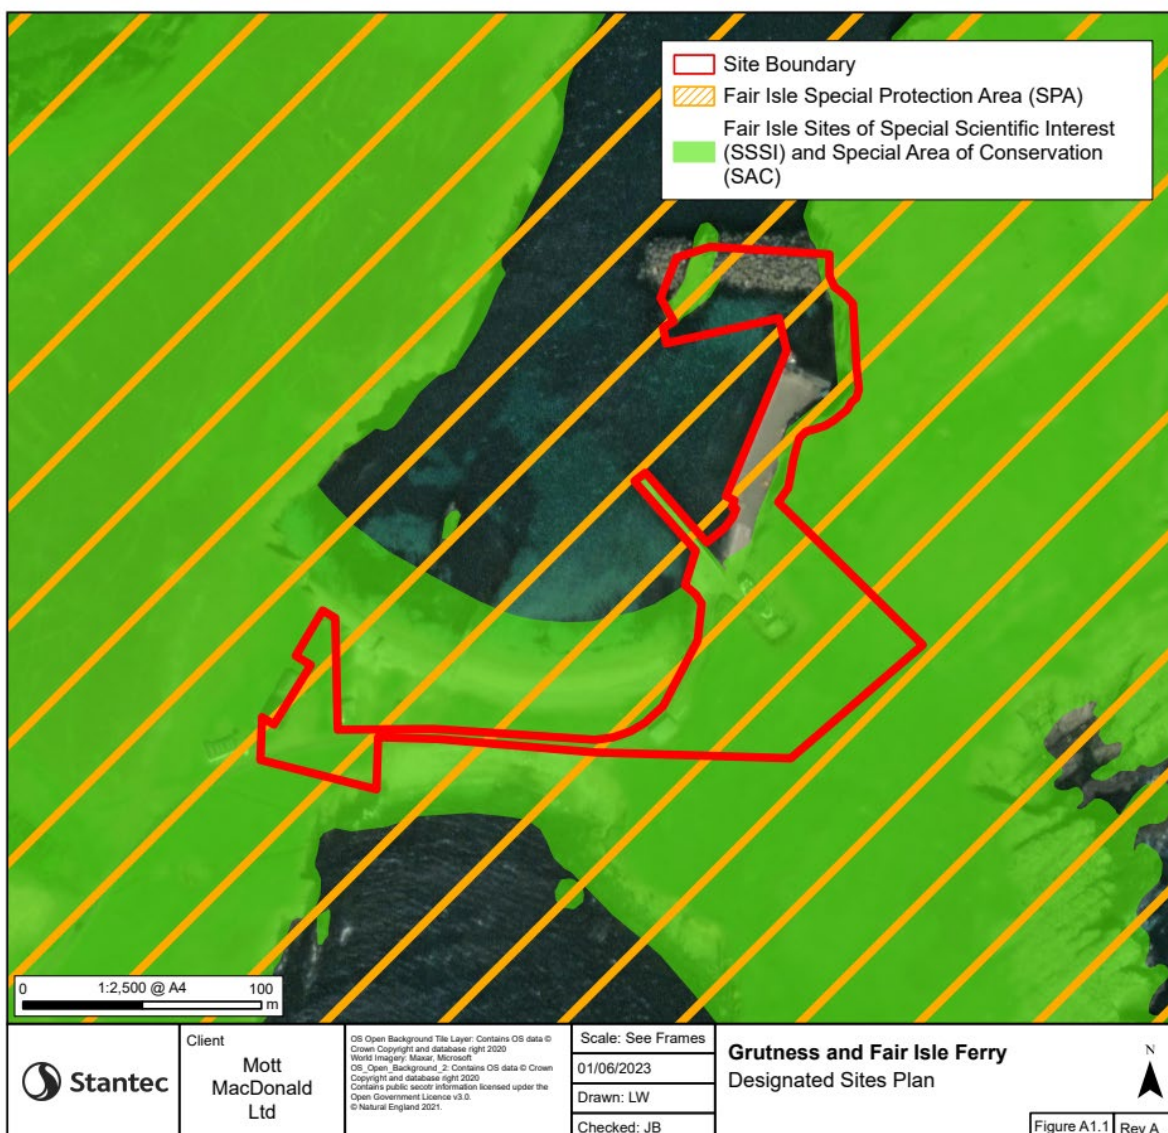 Site Boundary
Fair Isle Special Protection Area (SPA)
Fair Isle Sites of Special Scientific Interest
(SSSI) and Special Area of Conservation
(SAC)
0 1:2,500 @ A4 100
m
Stantec
Client
Mott
MacDonald
Ltd
OS Open Background Tile Layer: Contains OS data ©
Crown Copyright and database right 2020
World Imagery: Maxar, Microsoft
OS_Open_Background_2: Contains OS data © Crown
Copyright and database right 2020
Contains public secotr information licensed under the
Open Government Licence v3.0.
© Natural England 2021.
Scale: See Frames
01/06/2023
Drawn: LW
Checked: JB
Grutness and Fair Isle Ferry
Designated Sites Plan
N
Figure A1.1 Rev A